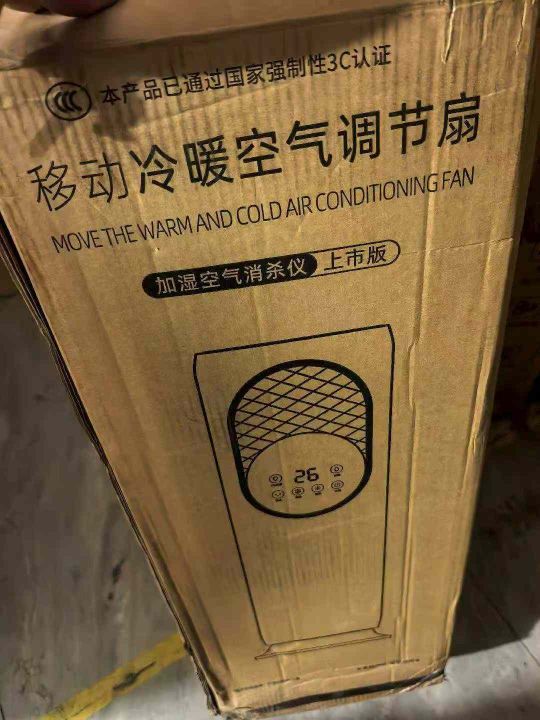 本产品已通过国家强制性3C认证
移动冷暖空气调节扇
MOVE THE WARM AND COLD AIR CONDITIONING FAN
加湿空气消杀仪 上市版
26